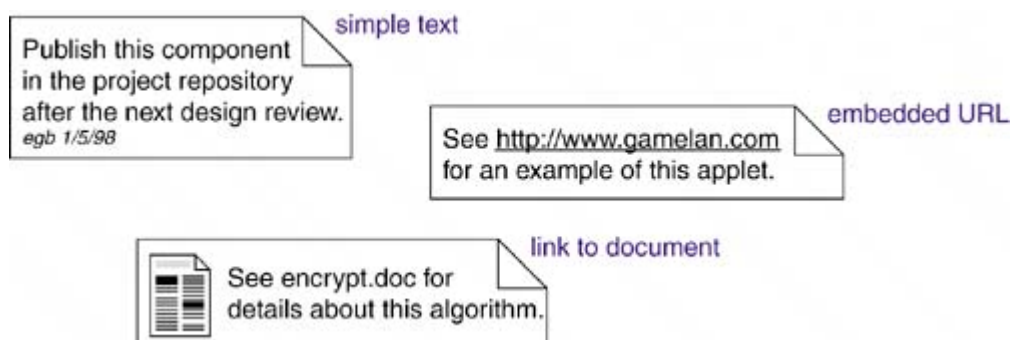 simple text
Publish this component
in the project repository
after the next design review.
egb 1/5/98
embedded URL
See http://www.gamelan.com
for an example of this applet.
link to document
See encrypt.doc for
details about this algorithm.